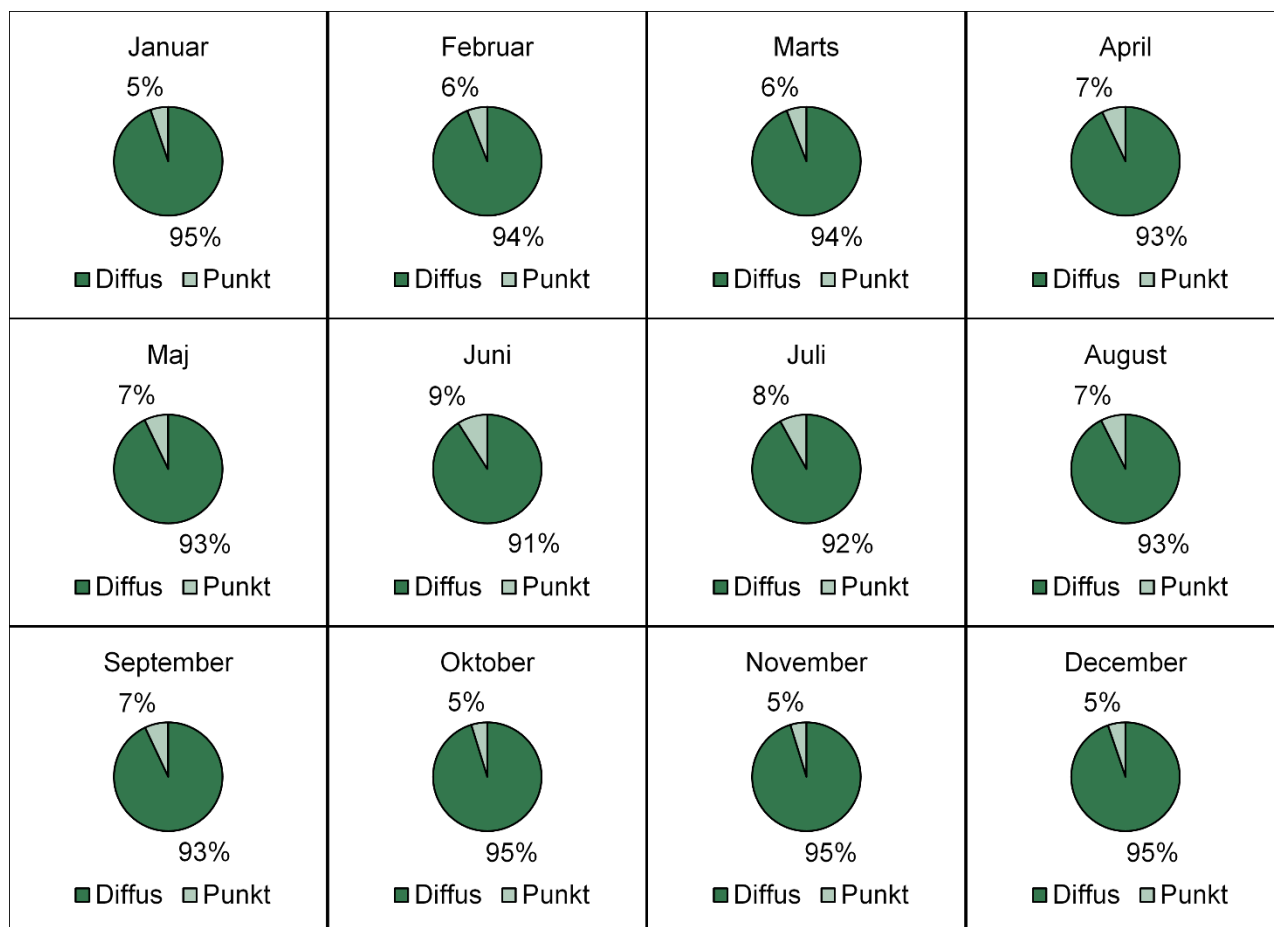 Januar
5%
95%
Diffus Punkt
Februar
6%
94%
Diffus Punkt
Marts
6%
94%
Diffus Punkt
April
7%
93%
Diffus Punkt
Maj
7%
93%
Diffus Punkt
Juni
9%
91%
Diffus Punkt
Juli
8%
92%
Diffus Punkt
August
7%
93%
Diffus Punkt
September
7%
93%
Diffus Punkt
Oktober
5%
95%
Diffus Punkt
November
5%
95%
Diffus Punkt
December
5%
95%
Diffus Punkt